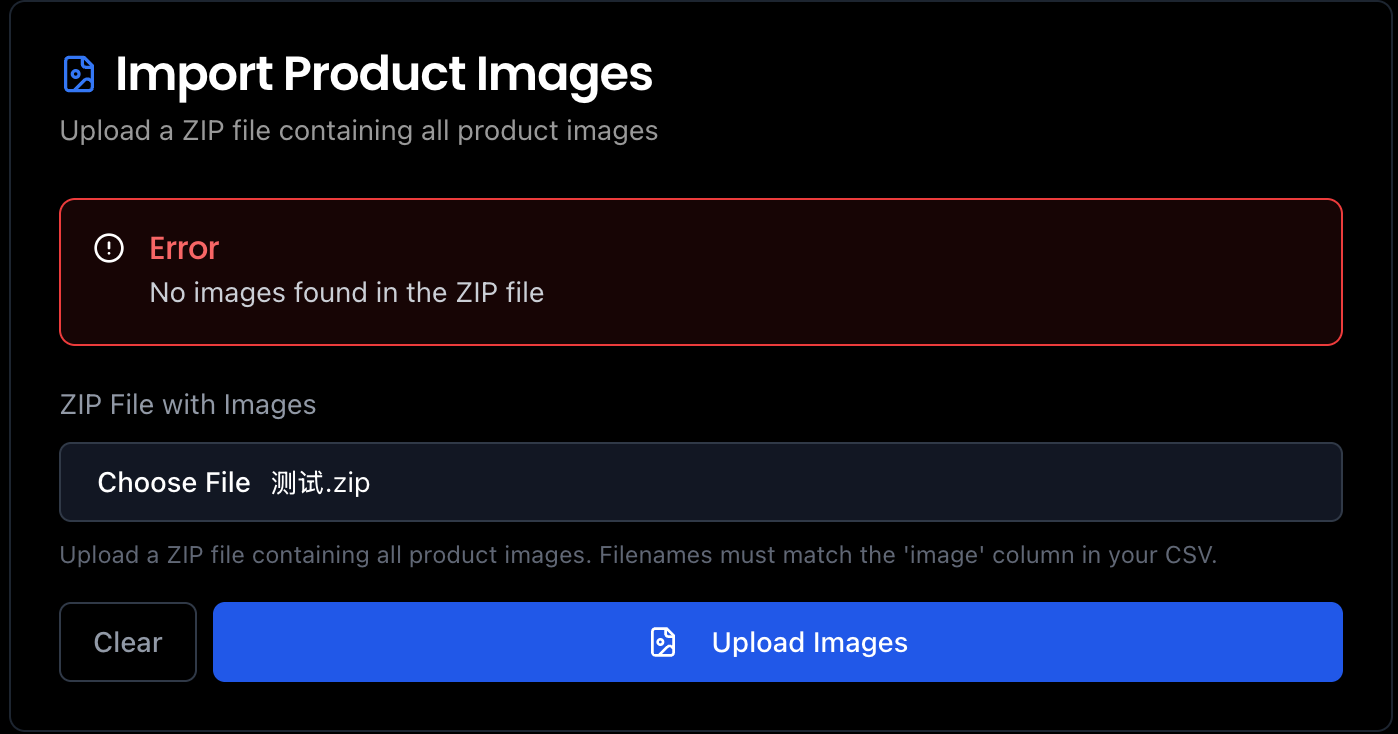 Import Product Images
Upload a ZIP file containing all product images
Error
No images found in the ZIP file
ZIP File with Images
Choose File 测试.zip
Upload a ZIP file containing all product images. Filenames must match the 'image' column in your CSV.
Clear
Upload Images